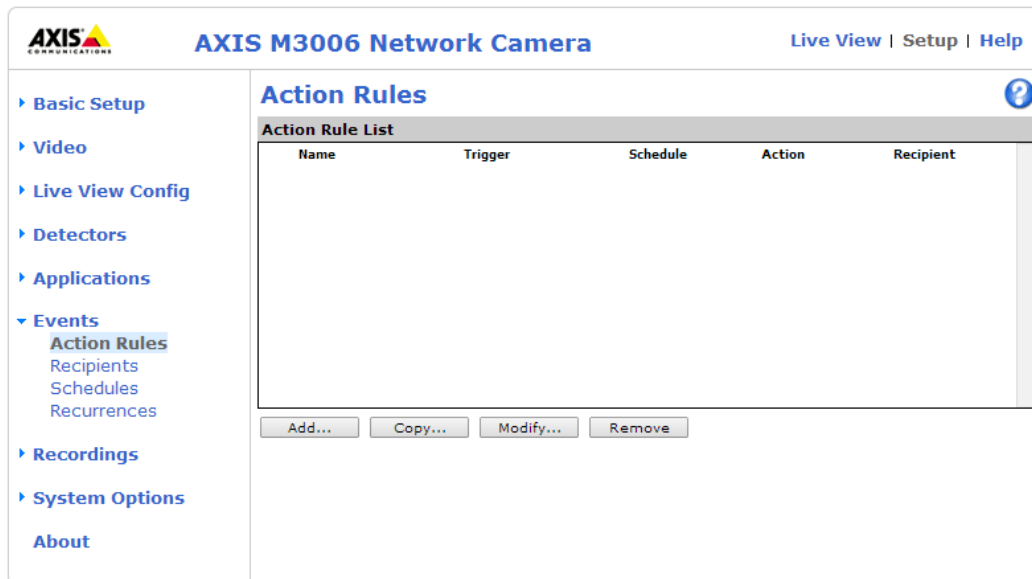 AXIS
COMMUNICATIONS
AXIS M3006 Network Camera
Live View | Setup | Help
Basic Setup
Video
Live View Config
Detectors
Applications
Events
Action Rules
Recipients
Schedules
Recurrences
Recordings
System Options
About
Action Rules
?
Action Rule List
Name Trigger Schedule Action Recipient
Add... Copy... Modify... Remove